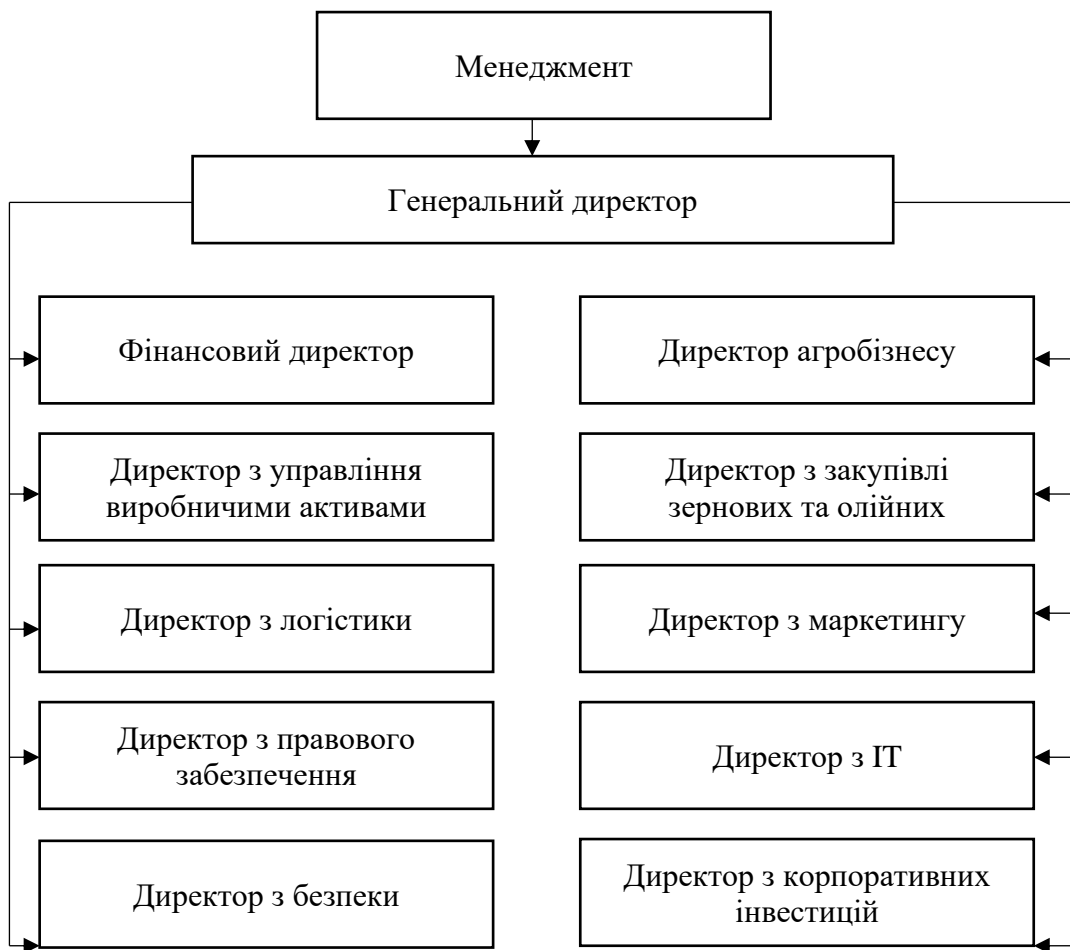 Менеджмент
Генеральний директор
Фінансовий директор
Директор агробізнесу
Директор з управління
виробничими активами
Директор з закупівлі
зернових та олійних
Директор з логістики
Директор з маркетингу
Директор з правового
забезпечення
Директор з ІТ
Директор з безпеки
Директор з корпоративних
інвестицій